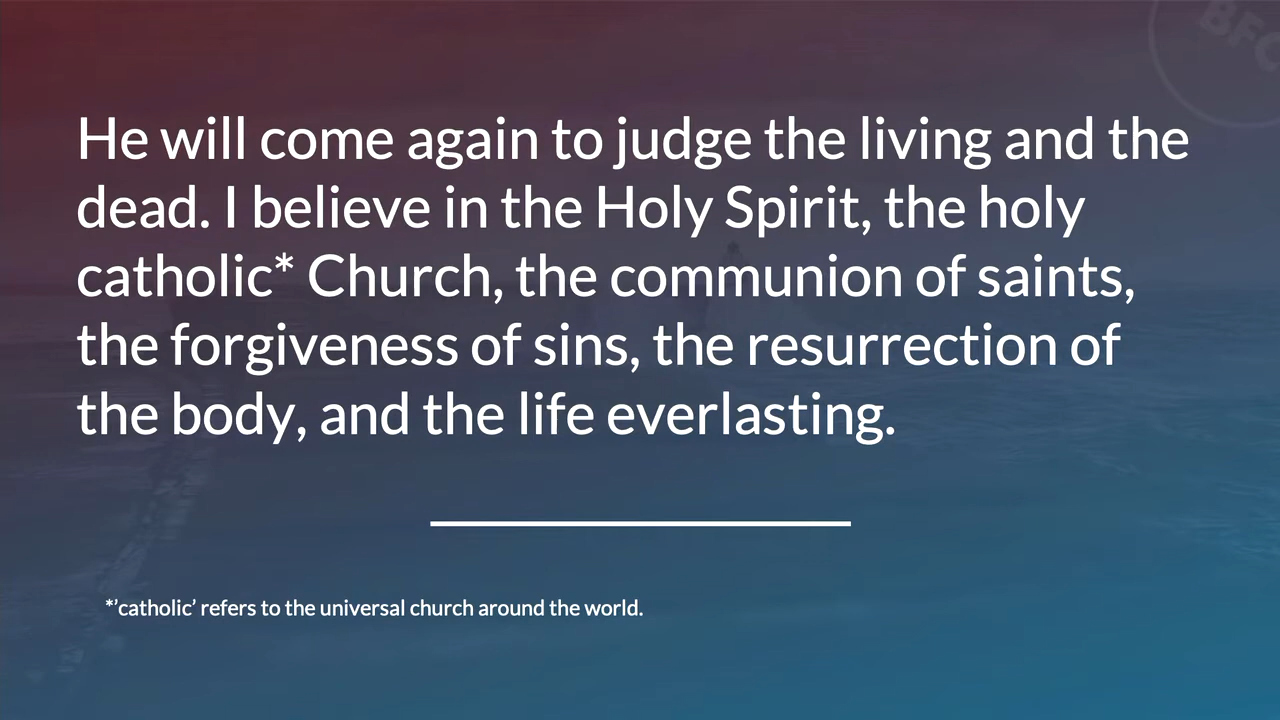 BFC
He will come again to judge the living and the
dead. I believe in the Holy Spirit, the holy
catholic* Church, the communion of saints,
the forgiveness of sins, the resurrection of
the body, and the life everlasting.
*’catholic’ refers to the universal church around the world.